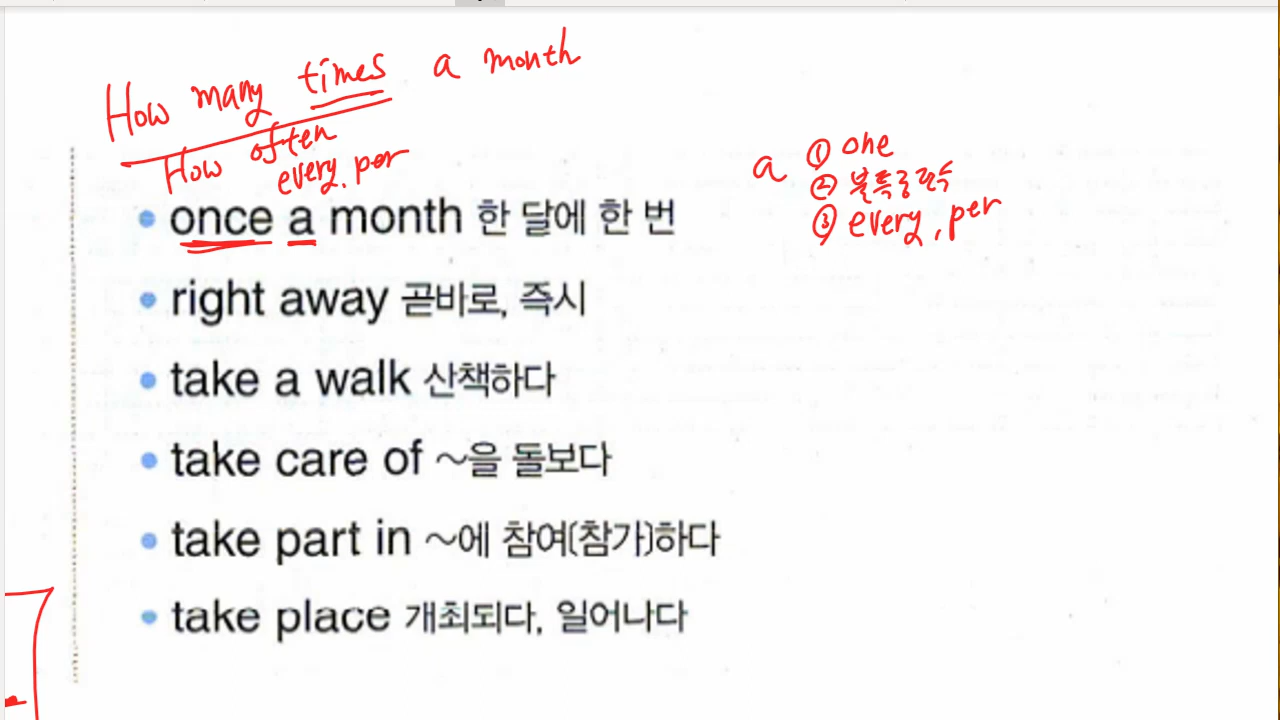 How many times a month
How often
every, per
a ① one
② 불특정 단수
③ every, per
once a month 한 달에 한 번
right away 곧바로, 즉시
take a walk 산책하다
take care of ~을 돌보다
take part in ~에 참여(참가)하다
take place 개최되다, 일어나다